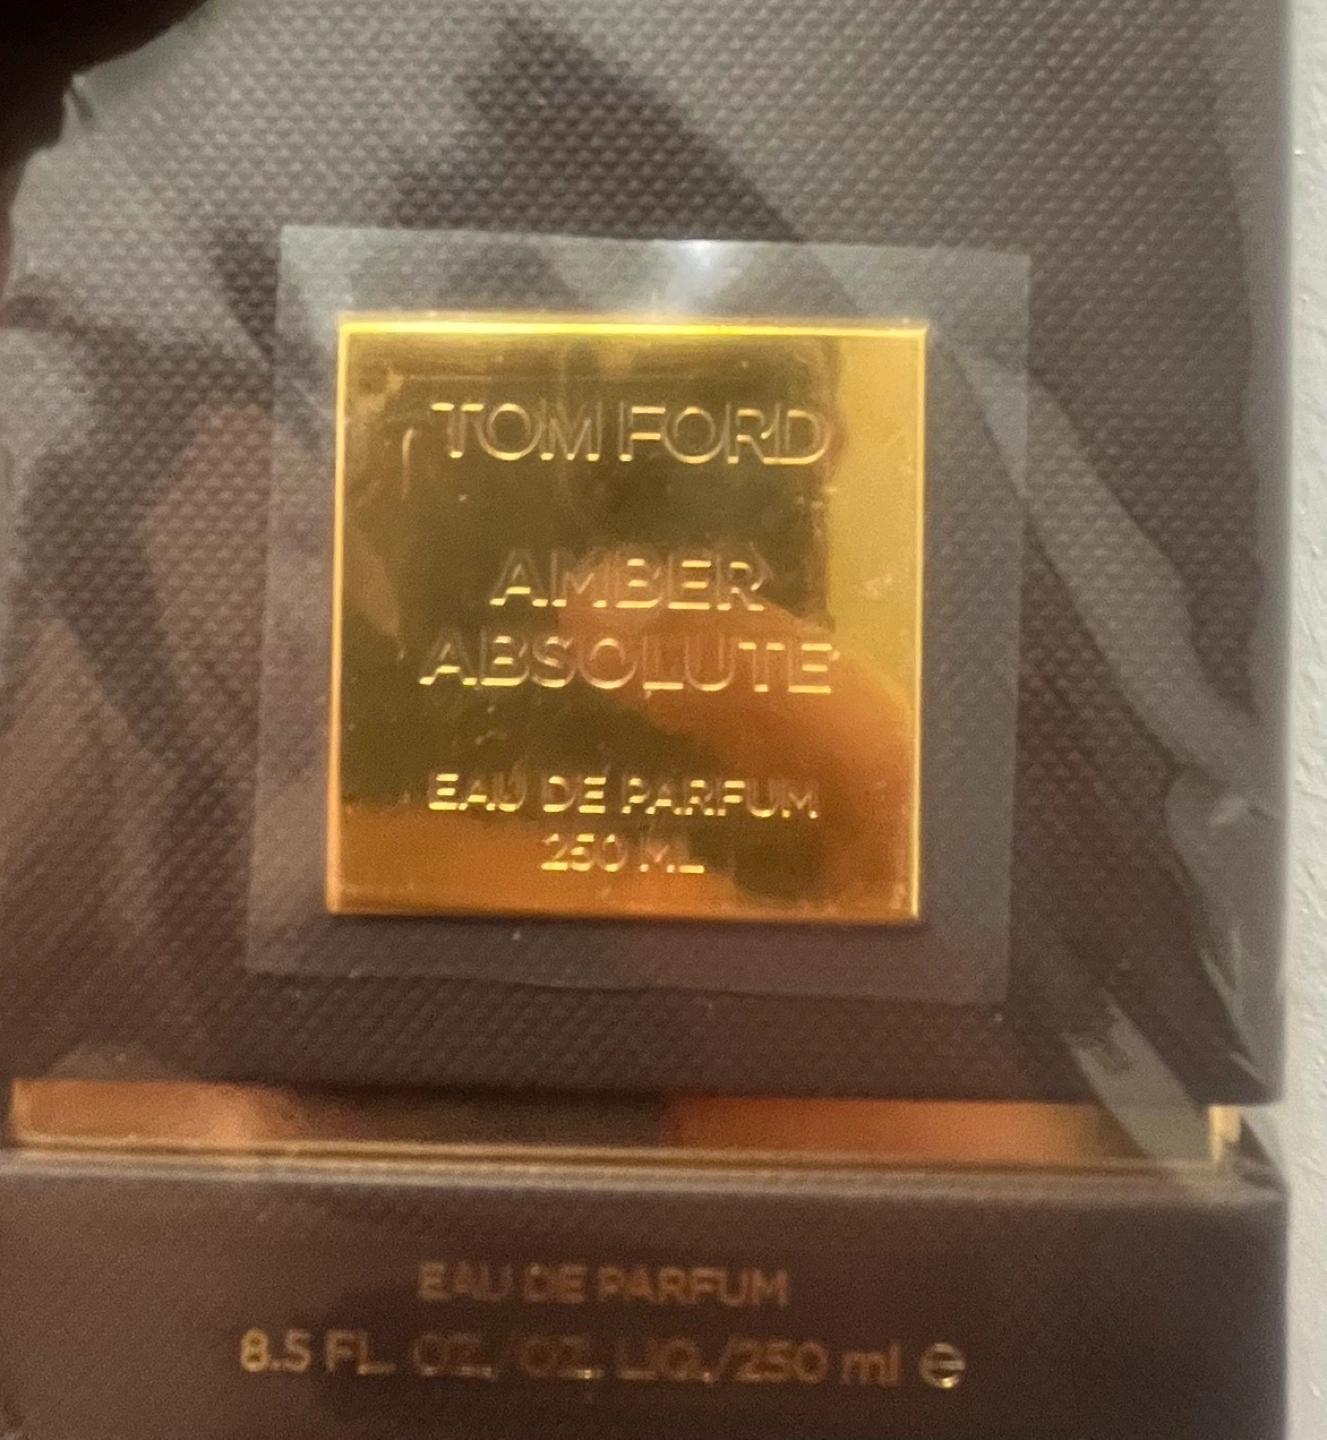 TOM FORD
AMBER
ABSOLUTE
EAU DE PARFUM
250 ML
EAU DE PARFUM
8.5 FL. OZ./OZ. LIQ./250 ml ℮